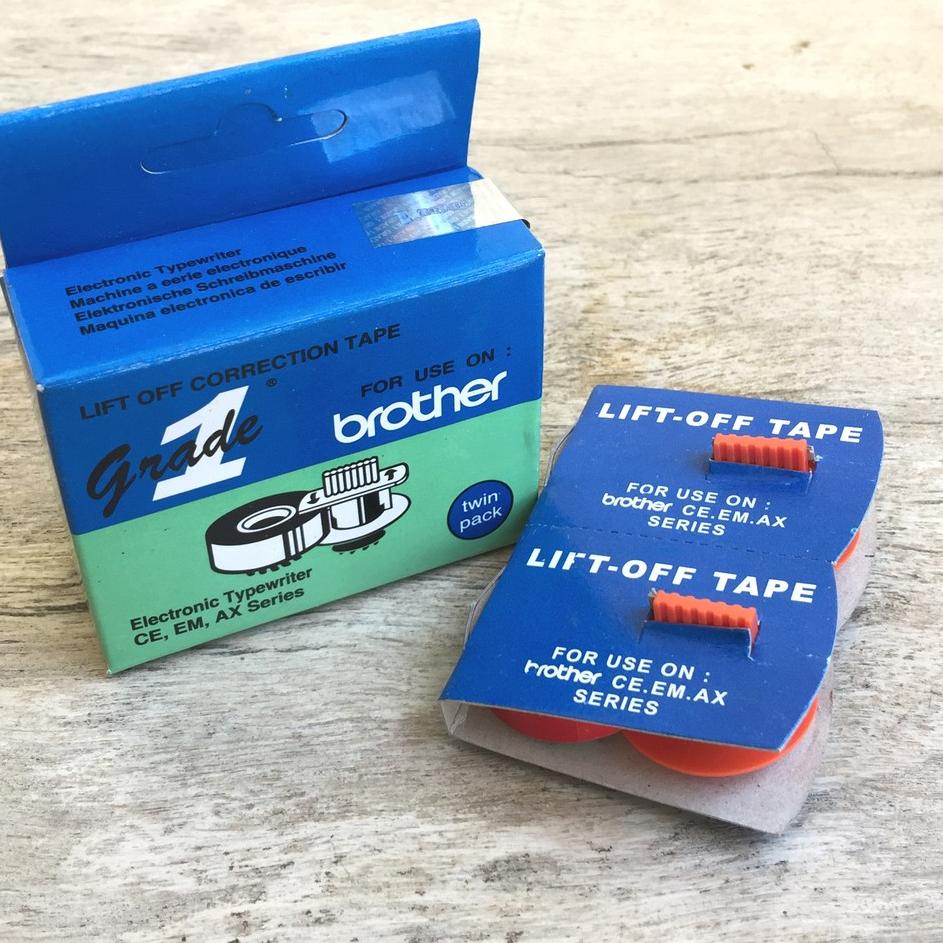 Electronic Typewriter
Machine a eerie electronique
Elektronische Schreibmaschine
Maquina electronica de escribir
LIFT OFF CORRECTION TAPE
Grade 1 ®
FOR USE ON :
brother
twin
pack
Electronic Typewriter
CE, EM, AX Series
LIFT-OFF TAPE
FOR USE ON :
brother CE.EM.AX
SERIES
LIFT-OFF TAPE
FOR USE ON :
brother CE.EM.AX
SERIES